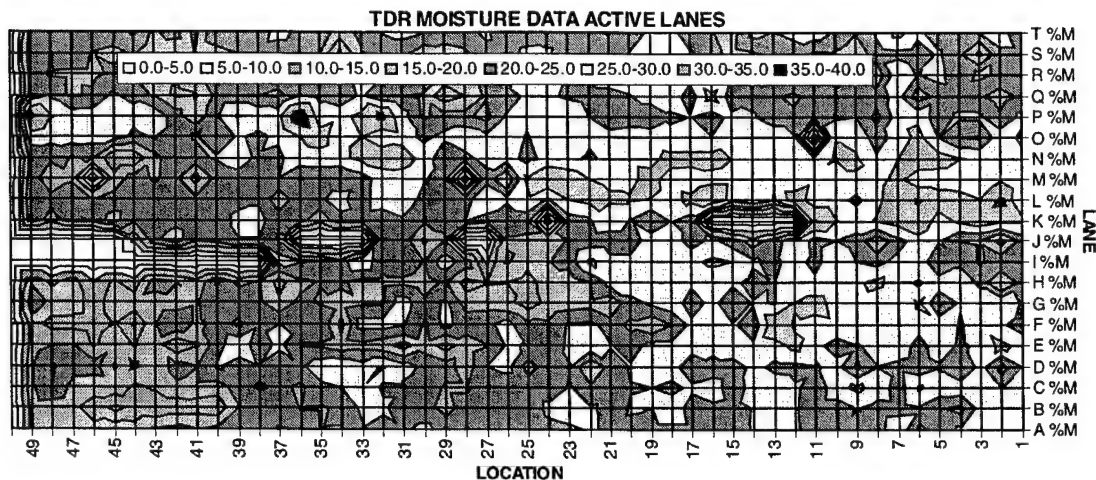 TDR MOISTURE DATA ACTIVE LANES
0.0-5.0 5.0-10.0 10.0-15.0 15.0-20.0 20.0-25.0 25.0-30.0 30.0-35.0 35.0-40.0
T %M
S %M
R %M
Q %M
P %M
O %M
N %M
M %M
L %M
K %M
J %M
I %M
H %M
G %M
F %M
E %M
D %M
C %M
B %M
A %M
LANE
49 47 45 43 41 39 37 35 33 31 29 27 25 23 21 19 17 15 13 11 9 7 5 3 1
LOCATION